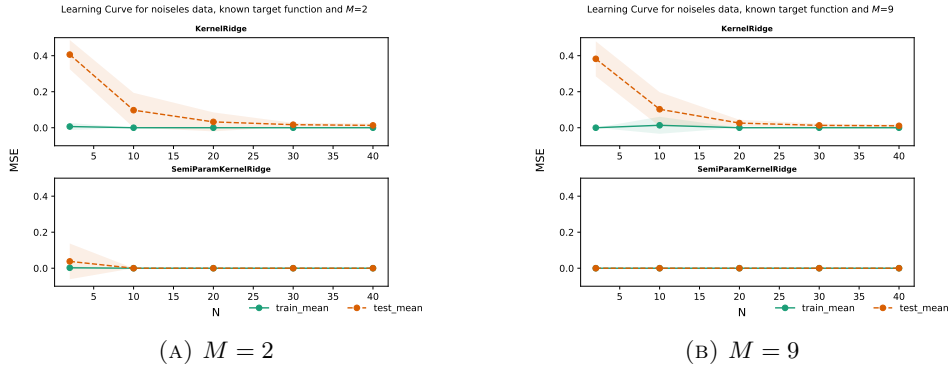 Learning Curve for noiseles data, known target function and M=2
KernelRidge
0.4
0.2
0.0
5 10 15 20 25 30 35 40
MSE
SemiParamKernelRidge
0.4
0.2
0.0
5 10 15 20 25 30 35 40
N
train_mean test_mean
(A) M = 2
Learning Curve for noiseles data, known target function and M=9
KernelRidge
0.4
0.2
0.0
5 10 15 20 25 30 35 40
MSE
SemiParamKernelRidge
0.4
0.2
0.0
5 10 15 20 25 30 35 40
N
train_mean test_mean
(B) M = 9